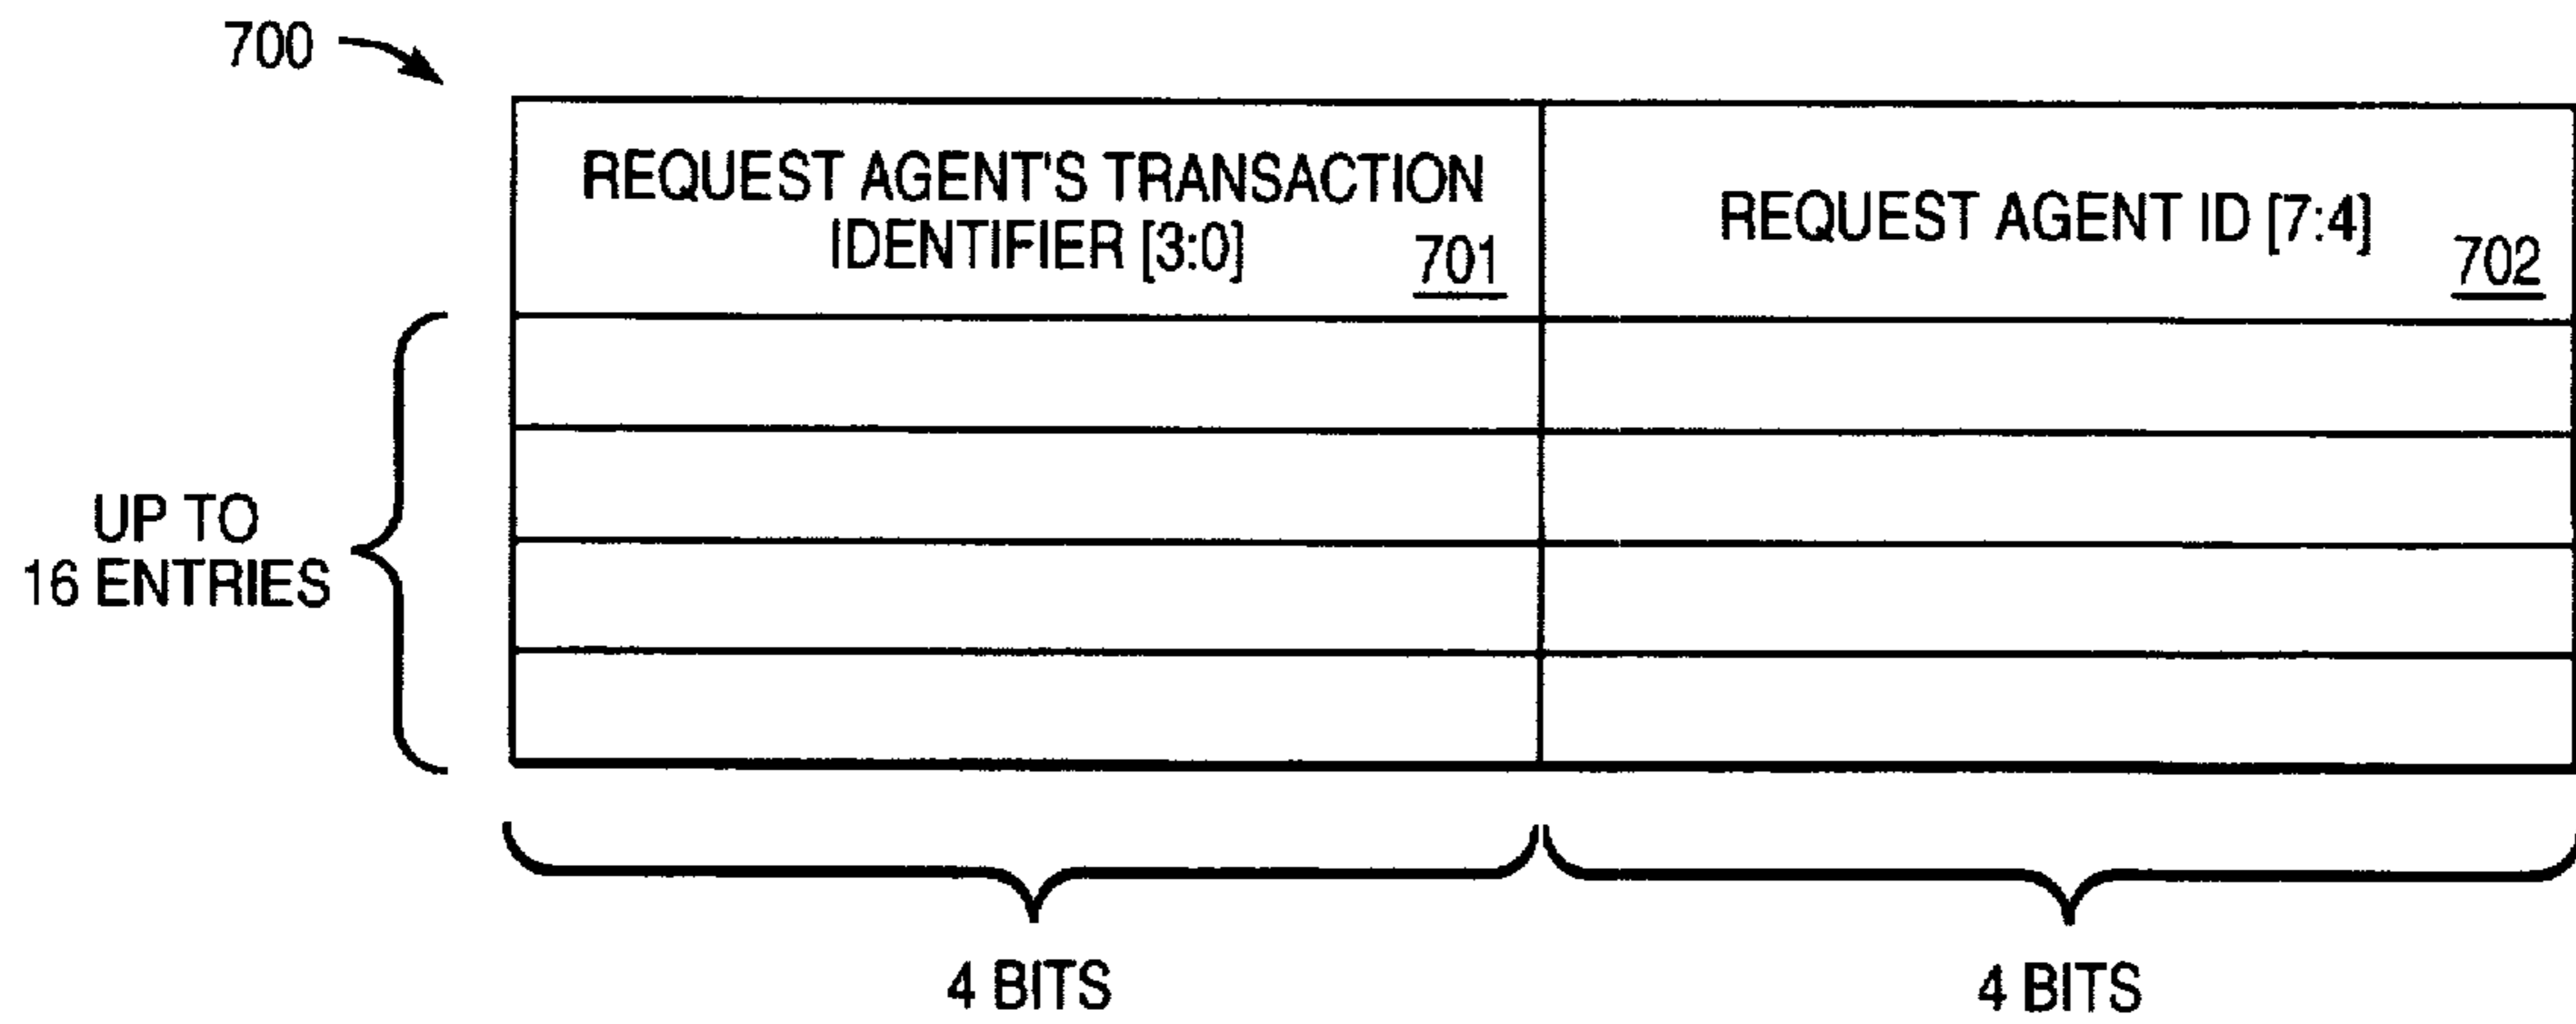 700
REQUEST AGENT'S TRANSACTION
IDENTIFIER [3:0]
701
REQUEST AGENT ID [7:4]
702
UP TO
16 ENTRIES
4 BITS
4 BITS